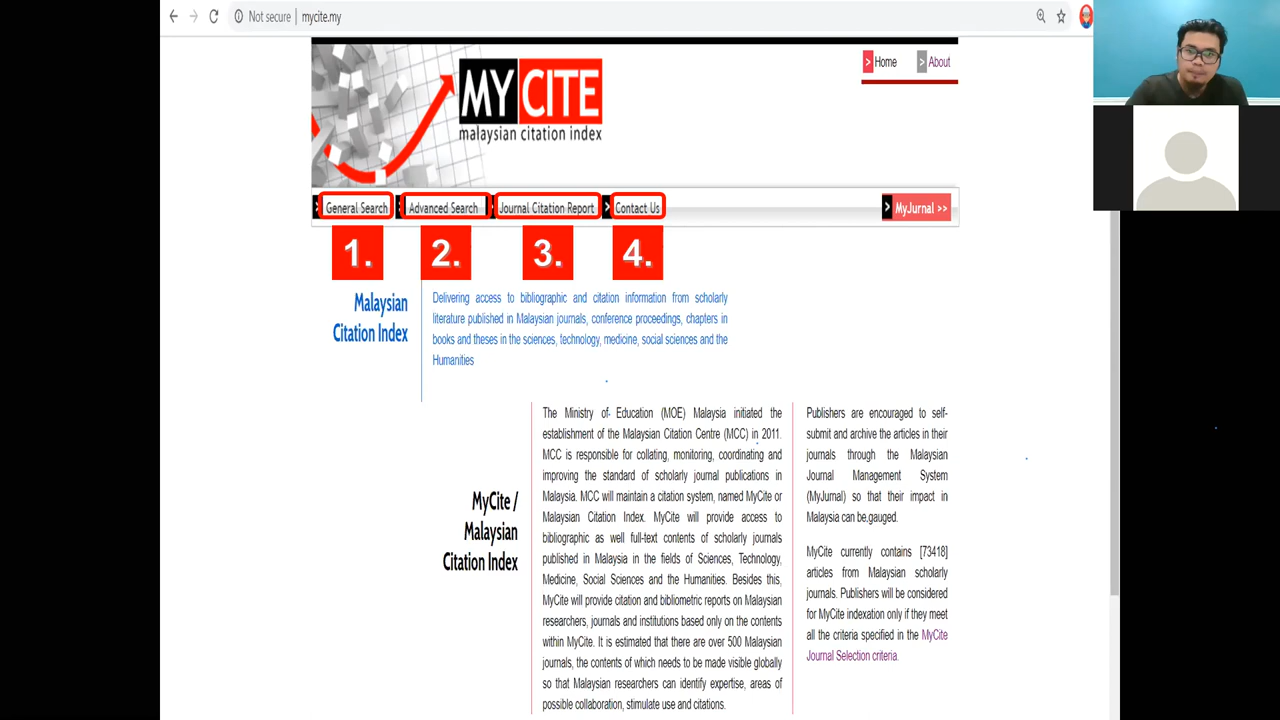 Not secure | mycite.my
Home
About
MY CITE
malaysian citation index
General Search
Advanced Search
Journal Citation Report
Contact Us
MyJurnal >>
1.
2.
3.
4.
Malaysian
Citation Index
Delivering access to bibliographic and citation information from scholarly
literature published in Malaysian journals, conference proceedings, chapters in
books and theses in the sciences, technology, medicine, social sciences and the
Humanities
MyCite /
Malaysian
Citation Index
The Ministry of Education (MOE) Malaysia initiated the
establishment of the Malaysian Citation Centre (MCC) in 2011.
MCC is responsible for collating, monitoring, coordinating and
improving the standard of scholarly journal publications in
Malaysia. MCC will maintain a citation system, named MyCite or
Malaysian Citation Index. MyCite will provide access to
bibliographic as well full-text contents of scholarly journals
published in Malaysia in the fields of Sciences, Technology,
Medicine, Social Sciences and the Humanities. Besides this,
MyCite will provide citation and bibliometric reports on Malaysian
researchers, journals and institutions based only on the contents
within MyCite. It is estimated that there are over 500 Malaysian
journals, the contents of which needs to be made visible globally
so that Malaysian researchers can identify expertise, areas of
possible collaboration, stimulate use and citations.
Publishers are encouraged to self-
submit and archive the articles in their
journals through the Malaysian
Journal Management System
(MyJurnal) so that their impact in
Malaysia can be gauged.
MyCite currently contains [73418]
articles from Malaysian scholarly
journals. Publishers will be considered
for MyCite indexation only if they meet
all the criteria specified in the MyCite
Journal Selection criteria.